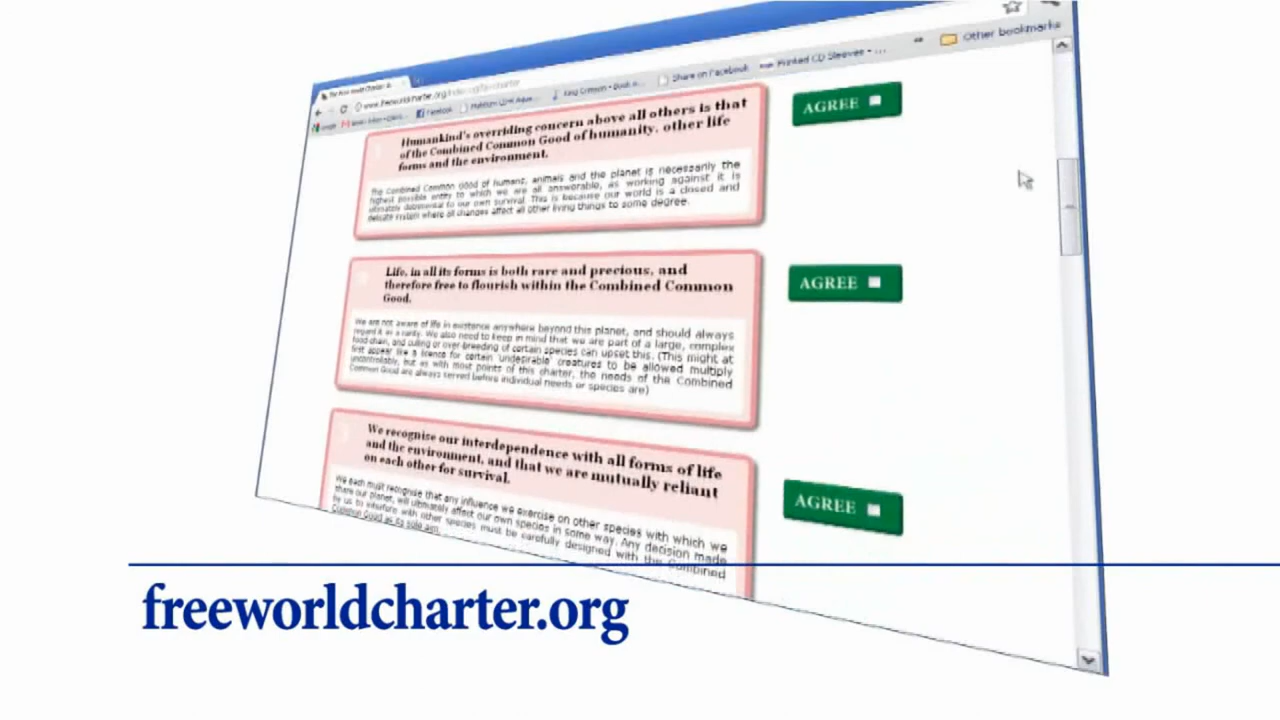 Other bookmarks
Share on Facebook
Printed CD Sleeves - ...
Facebook
Humankind's overriding concern above all others is that
of the Combined Common Good of humanity, other life
forms and the environment.
The Combined Common Good of humans, animals and the planet is necessarily the
highest possible entity to which we are all answerable, as working against it is
ultimately detrimental to our own survival. This is because our world is a closed and
delicate system where all changes affect all other living things to some degree.
AGREE
Life, in all its forms is both rare and precious, and
therefore free to flourish within the Combined Common
Good.
We are not aware of life in existence anywhere beyond this planet, and should always
regard it as a rarity. We also need to keep in mind that we are part of a large, complex
food chain, and culling or over-breeding of certain species can upset this. (This might at
first appear like a licence for certain 'undesirable' creatures to be allowed multiply
uncontrollably, but as with most points of this charter, the needs of the Combined
Common Good are always served before individual needs or species are)
AGREE
We recognise our interdependence with all forms of life
and the environment, and that we are mutually reliant
on each other for survival.
We each must recognise that any influence we exercise on other species with which we
share our planet, will ultimately affect our own species in some way. Any decision made
by us to interfere with other species must be carefully designed with the Combined
Common Good as its sole aim.
AGREE
freeworldcharter.org